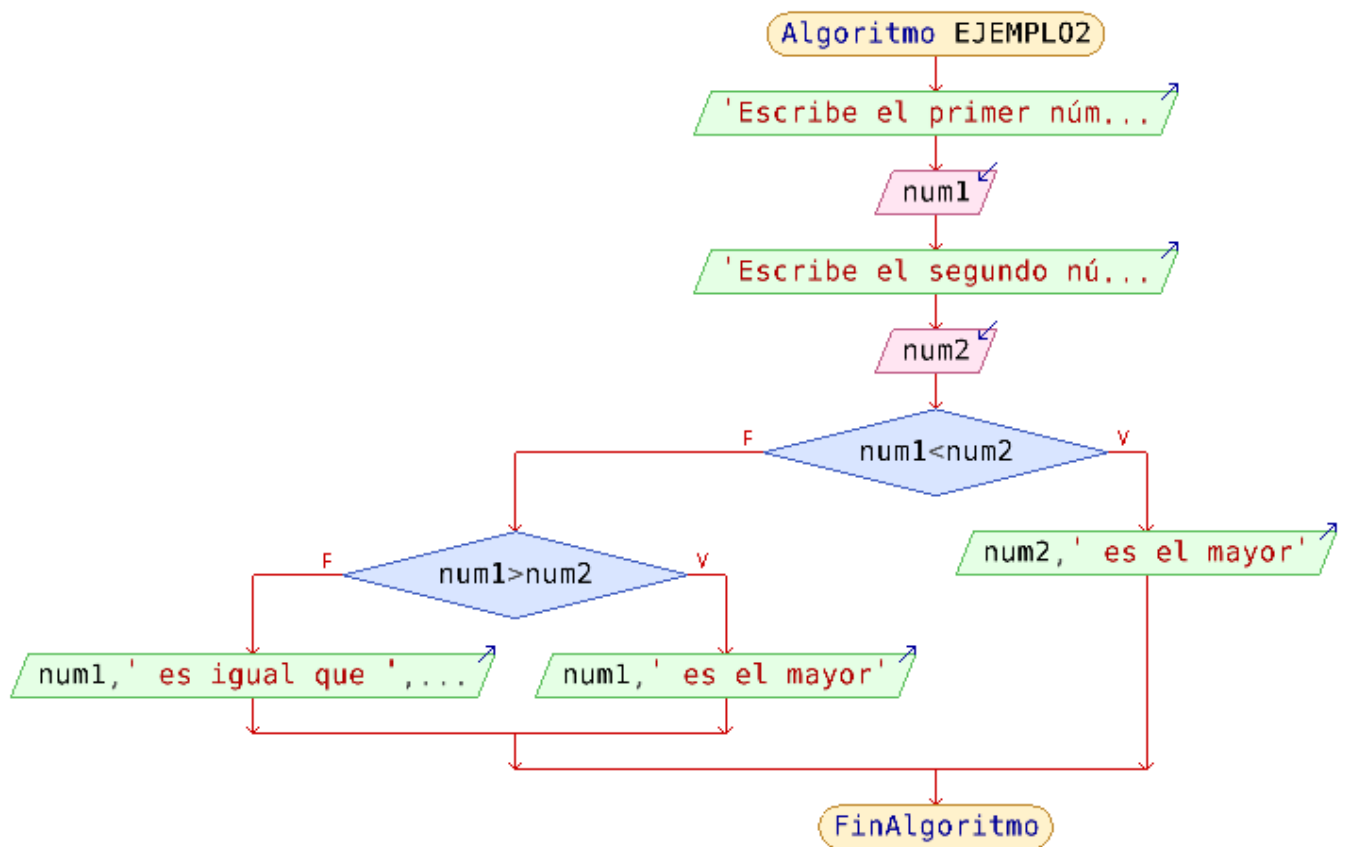 Algoritmo EJEMPLO2
'Escribe el primer núm...
num1
'Escribe el segundo nú...
num2
num1<num2
F
V
num2,' es el mayor'
num1>num2
F
V
num1,' es igual que ',...
num1,' es el mayor'
FinAlgoritmo